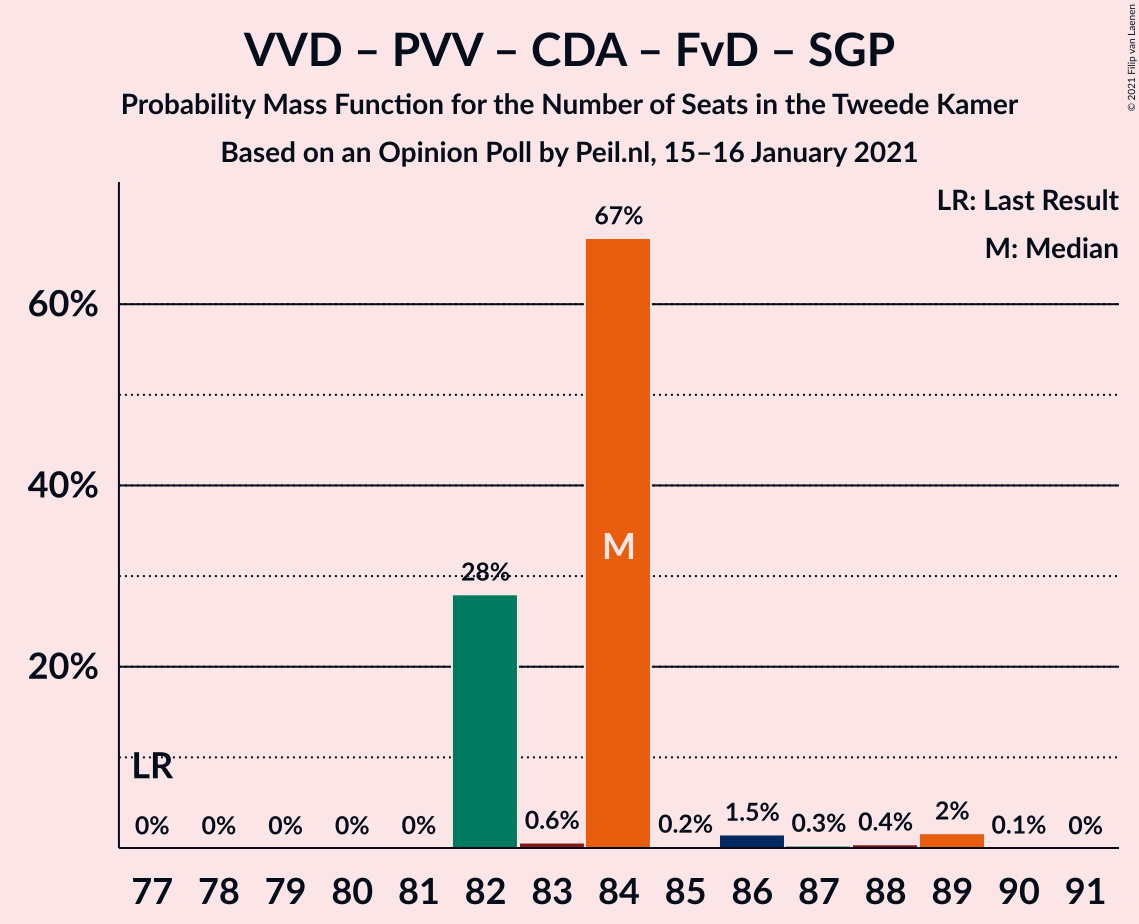 VVD – PVV – CDA – FvD – SGP
Probability Mass Function for the Number of Seats in the Tweede Kamer
Based on an Opinion Poll by Peil.nl, 15–16 January 2021
© 2021 Filip van Laenen
LR: Last Result
M: Median
67%
60%
40%
M
28%
20%
LR
0% 0% 0% 0% 0% 0.6% 0.2% 1.5% 0.3% 0.4% 2% 0.1% 0%
77 78 79 80 81 82 83 84 85 86 87 88 89 90 91